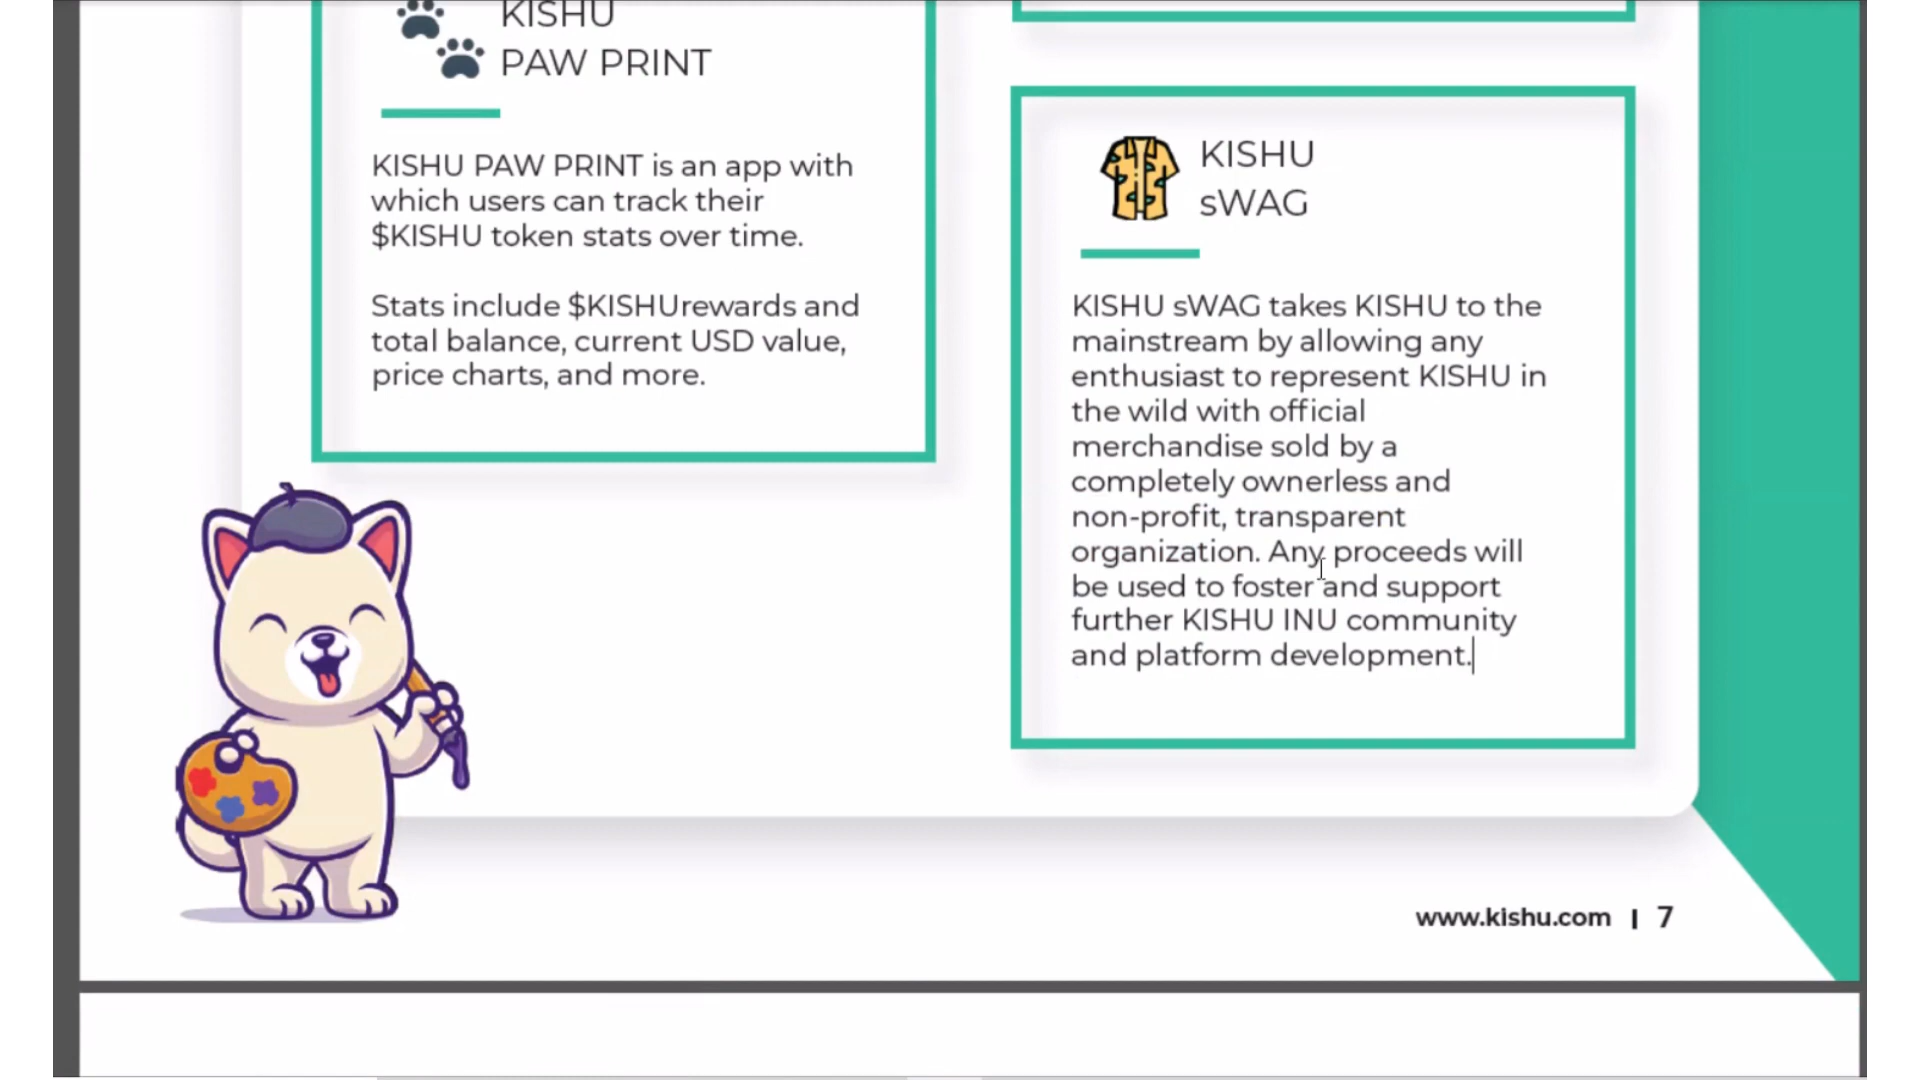 KISHU
PAW PRINT
KISHU PAW PRINT is an app with
which users can track their
$KISHU token stats over time.
Stats include $KISHUrewards and
total balance, current USD value,
price charts, and more.
KISHU
sWAG
KISHU sWAG takes KISHU to the
mainstream by allowing any
enthusiast to represent KISHU in
the wild with official
merchandise sold by a
completely ownerless and
non-profit, transparent
organization. Any proceeds will
be used to foster and support
further KISHU INU community
and platform development.
www.kishu.com | 7